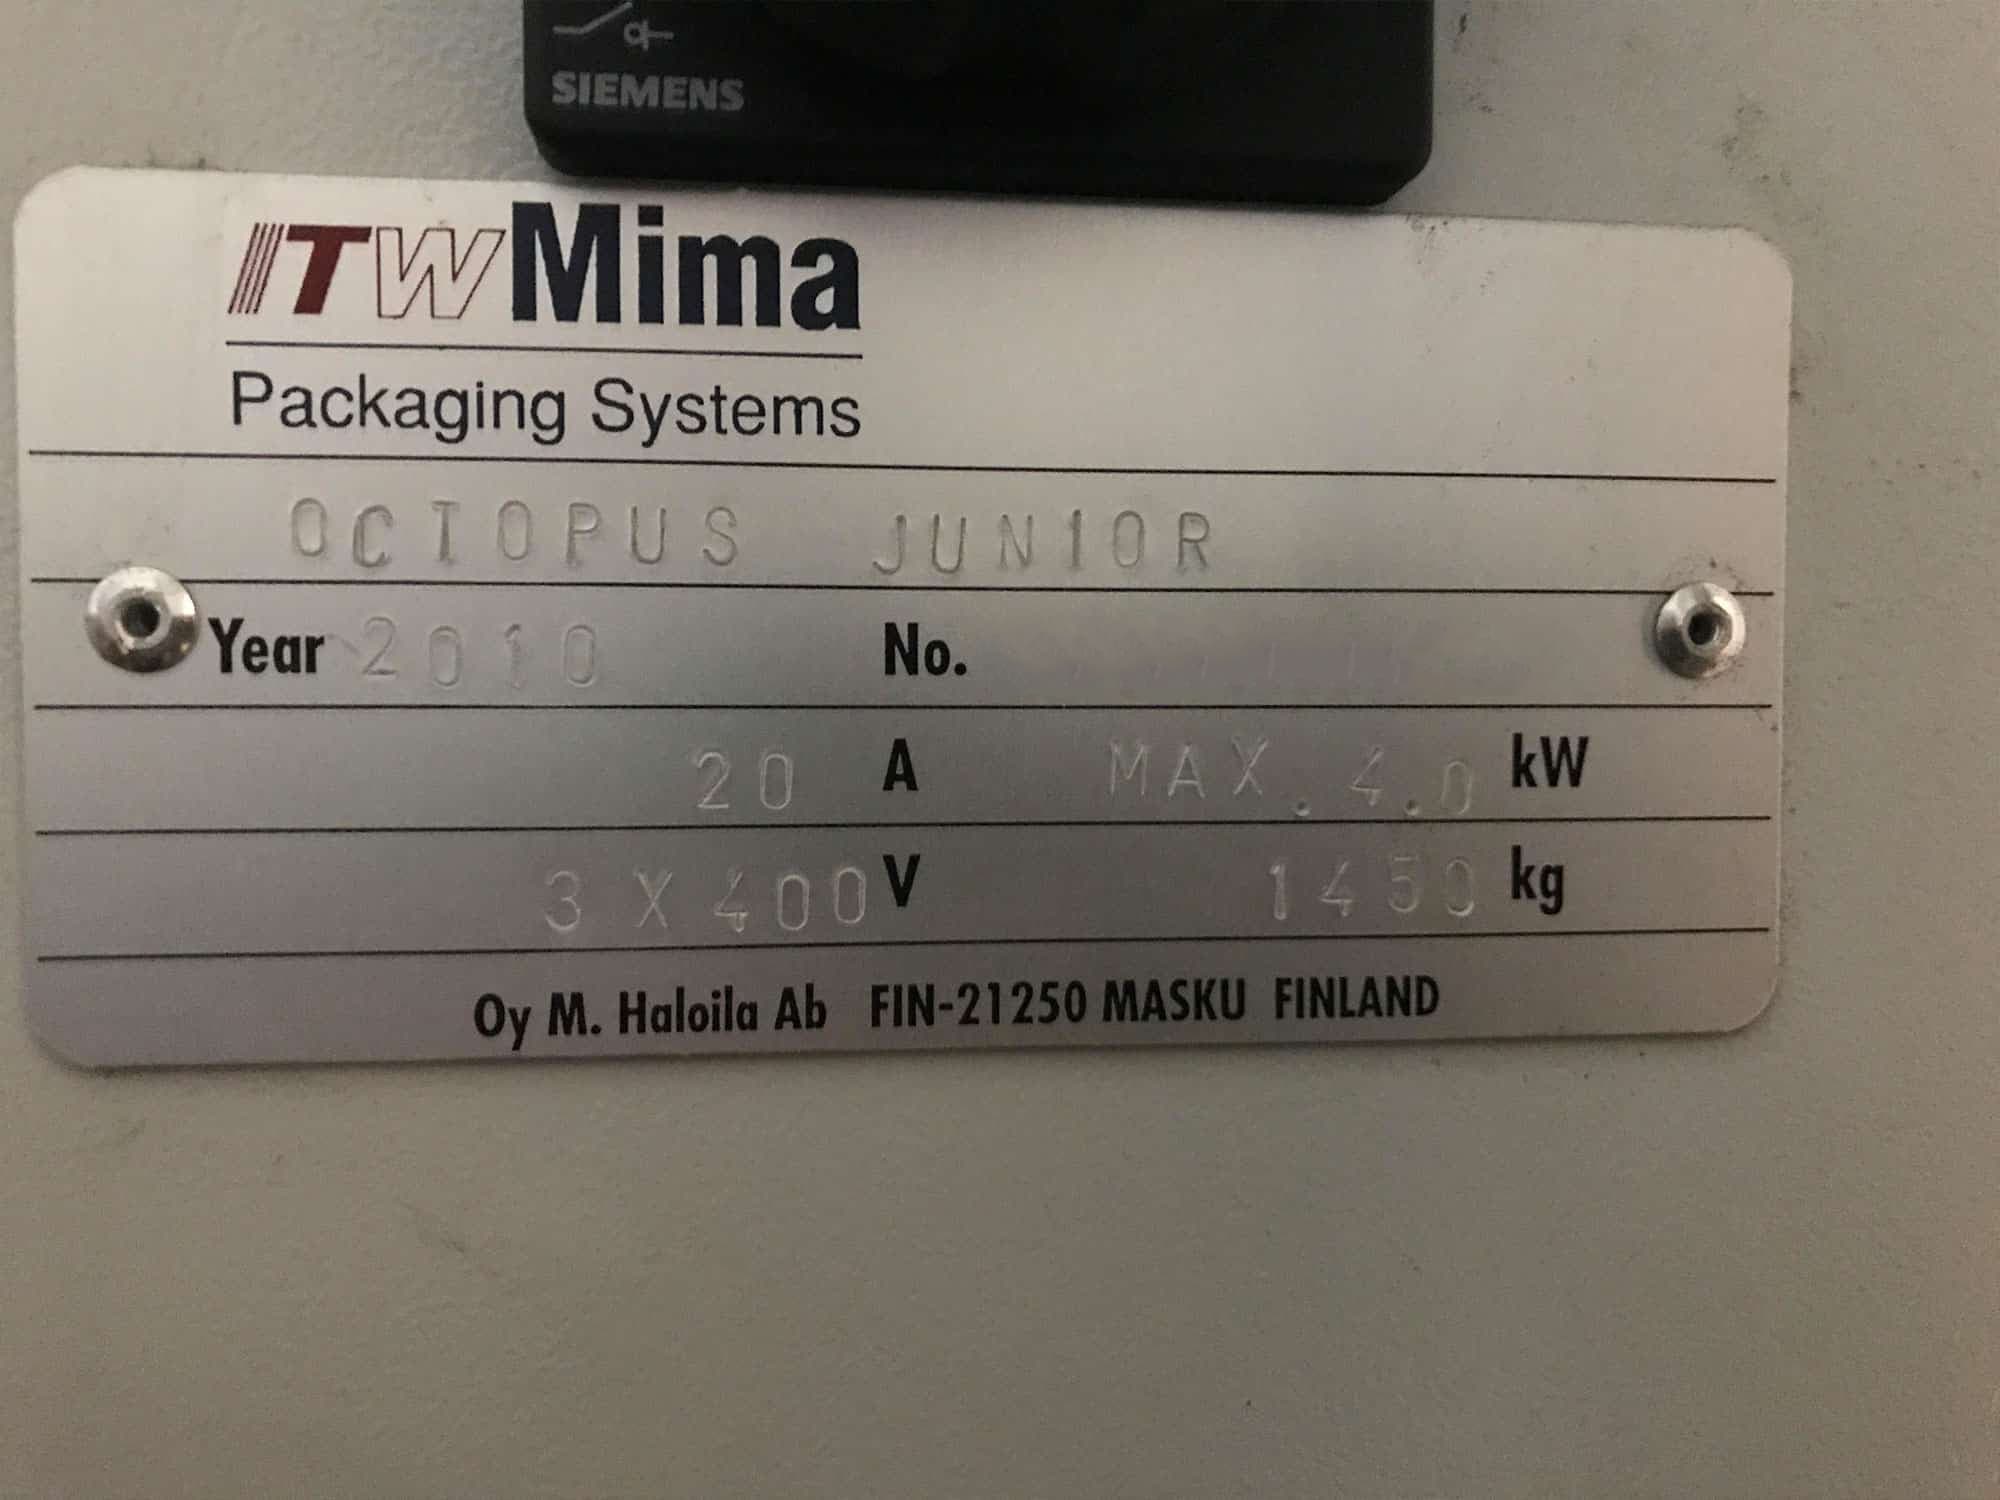 SIEMENS
ITW Mima
Packaging Systems
OCTOPUS JUNIOR
Year 2010 No.
20 A MAX. 4.0 kW
3 X 400 V 1450 kg
Oy M. Haloila Ab FIN-21250 MASKU FINLAND